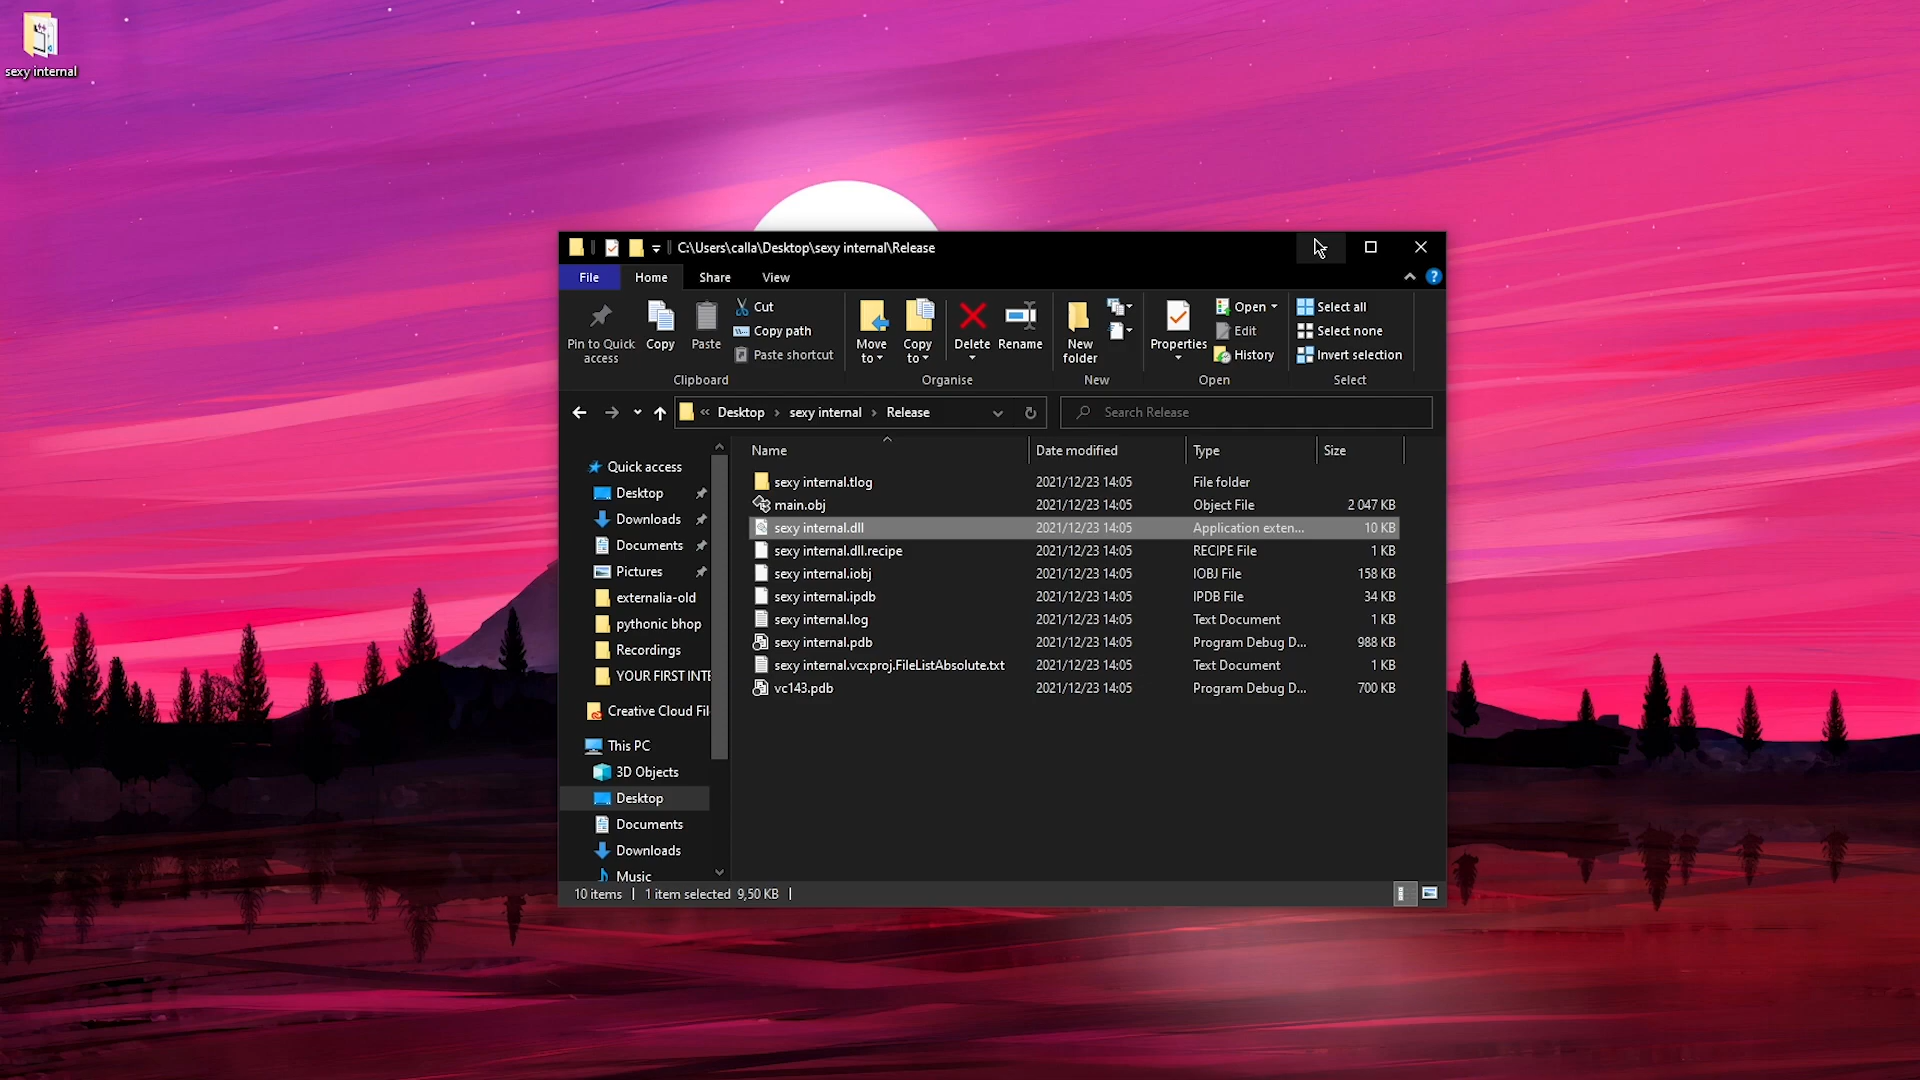 sexy internal
C:\Users\calla\Desktop\sexy internal\Release
File Home Share View
Pin to Quick access
Copy
Paste
Cut
Copy path
Paste shortcut
Clipboard
Move to
Copy to
Delete
Rename
Organise
New folder
New
Properties
Open
Edit
History
Open
Select all
Select none
Invert selection
Select
« Desktop › sexy internal › Release
Search Release
Quick access
Desktop
Downloads
Documents
Pictures
externalia-old
pythonic bhop
Recordings
YOUR FIRST INTE
Creative Cloud Fil
This PC
3D Objects
Desktop
Documents
Downloads
Music
Name Date modified Type Size
sexy internal.tlog 2021/12/23 14:05 File folder
main.obj 2021/12/23 14:05 Object File 2 047 KB
sexy internal.dll 2021/12/23 14:05 Application exten... 10 KB
sexy internal.dll.recipe 2021/12/23 14:05 RECIPE File 1 KB
sexy internal.iobj 2021/12/23 14:05 IOBJ File 158 KB
sexy internal.ipdb 2021/12/23 14:05 IPDB File 34 KB
sexy internal.log 2021/12/23 14:05 Text Document 1 KB
sexy internal.pdb 2021/12/23 14:05 Program Debug D... 988 KB
sexy internal.vcxproj.FileListAbsolute.txt 2021/12/23 14:05 Text Document 1 KB
vc143.pdb 2021/12/23 14:05 Program Debug D... 700 KB
10 items | 1 item selected 9,50 KB |